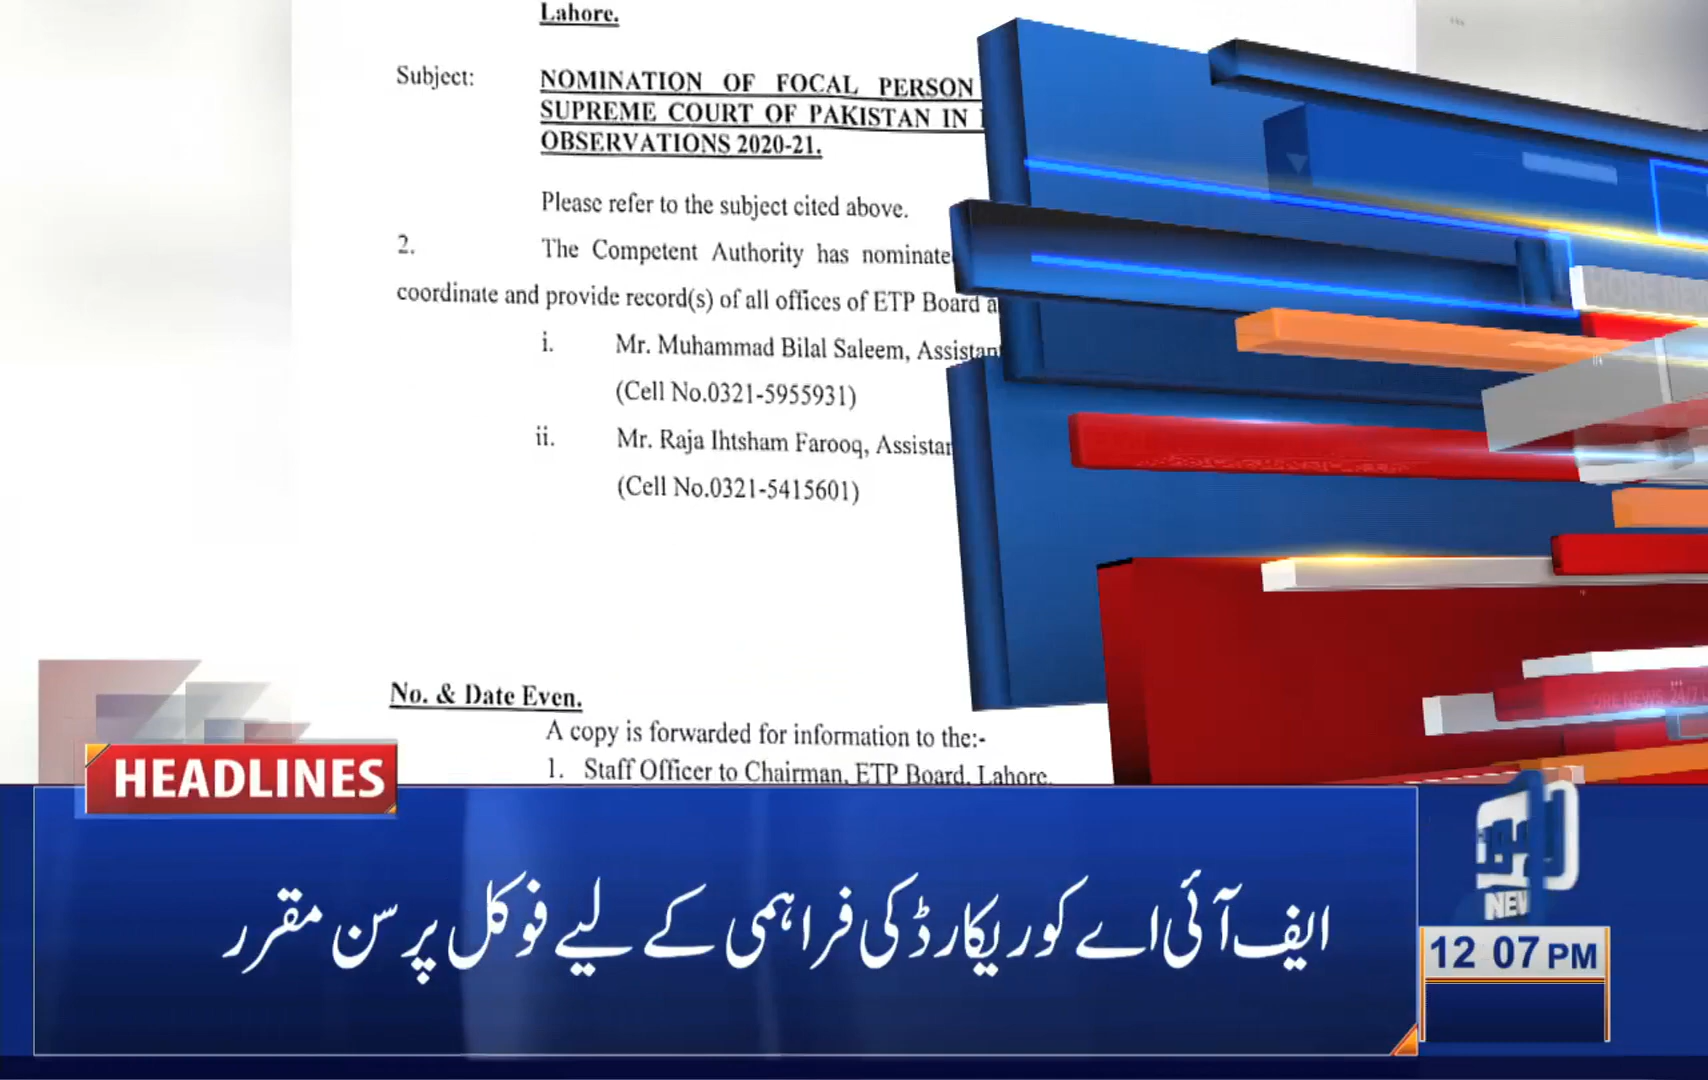 Lahore.
Subject: NOMINATION OF FOCAL PERSON
SUPREME COURT OF PAKISTAN IN
OBSERVATIONS 2020-21.
Please refer to the subject cited above.
2. The Competent Authority has nominate
coordinate and provide record(s) of all offices of ETP Board a
i. Mr. Muhammad Bilal Saleem, Assistant
(Cell No.0321-5955931)
ii. Mr. Raja Ihtsham Farooq, Assistan
(Cell No.0321-5415601)
No. & Date Even.
A copy is forwarded for information to the:-
1. Staff Officer to Chairman, ETP Board, Lahore.
HEADLINES
ایف آئی اے کو ریکارڈ کی فراہمی کے لیے فوکل پرسن مقرر
12 07 PM